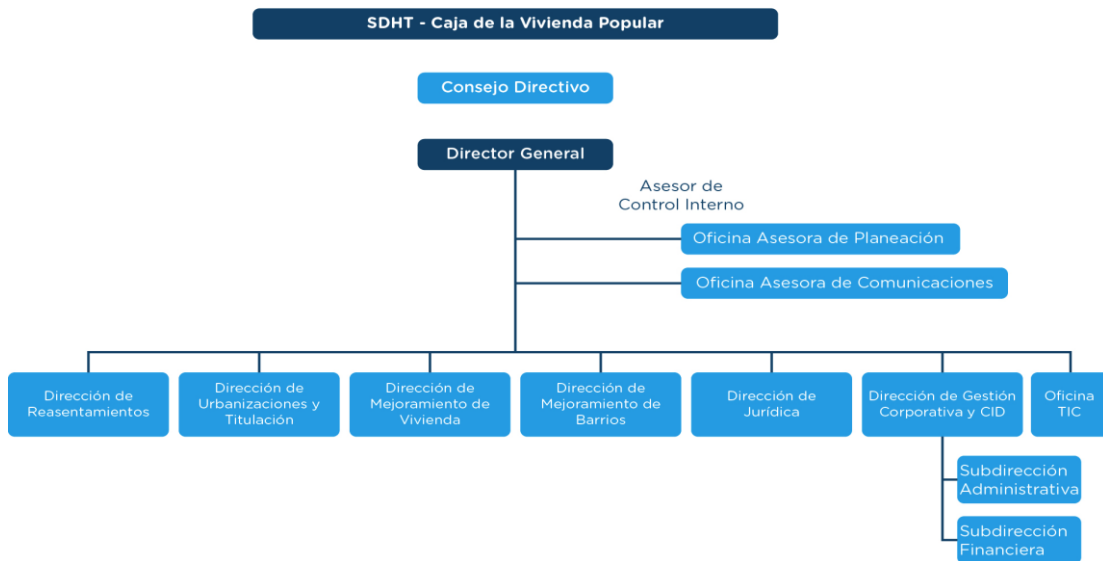 SDHT - Caja de la Vivienda Popular
Consejo Directivo
Director General
Asesor de
Control Interno
Oficina Asesora de Planeación
Oficina Asesora de Comunicaciones
Dirección de
Reasentamientos
Dirección de
Urbanizaciones y
Titulación
Dirección de
Mejoramiento de
Vivienda
Dirección de
Mejoramiento de
Barrios
Dirección de
Jurídica
Dirección de Gestión
Corporativa y CID
Oficina
TIC
Subdirección
Administrativa
Subdirección
Financiera